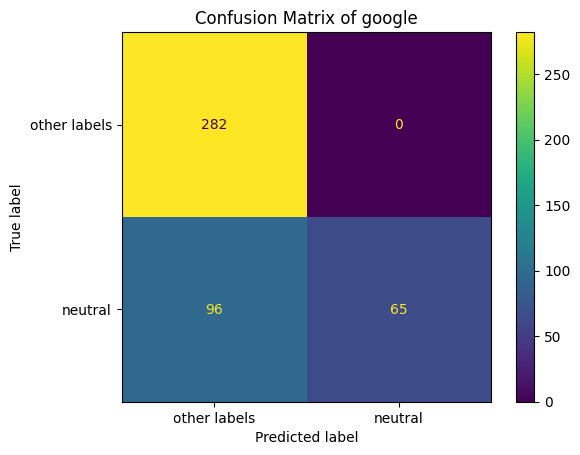 Confusion Matrix of google
True label
other labels
neutral
282
0
96
65
other labels
neutral
Predicted label
250
200
150
100
50
0